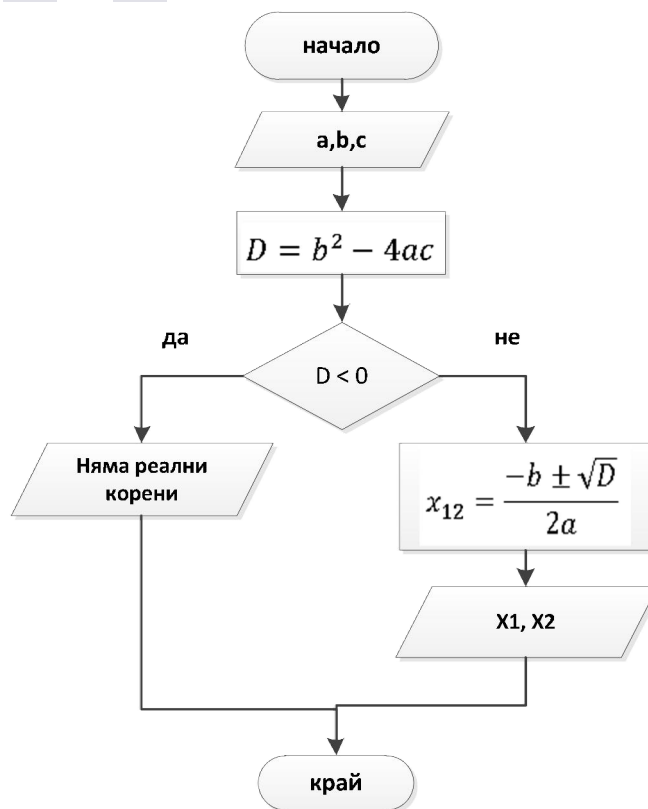 начало
a,b,c
D = b² − 4ac
да
не
D < 0
Няма реални
корени
x₁₂ = (−b ± √D) / 2a
X1, X2
край